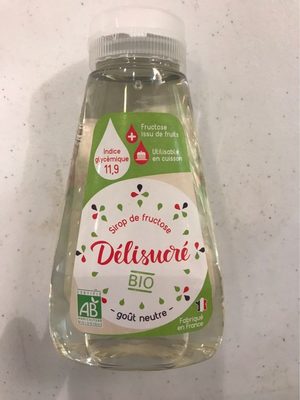 Fructose
issu de fruits
Indice
glycémique
11,9
Utilisable
en cuisson
Sirop de fructose
Délisucré
BIO
- goût neutre -
AB
Fabriqué
en France